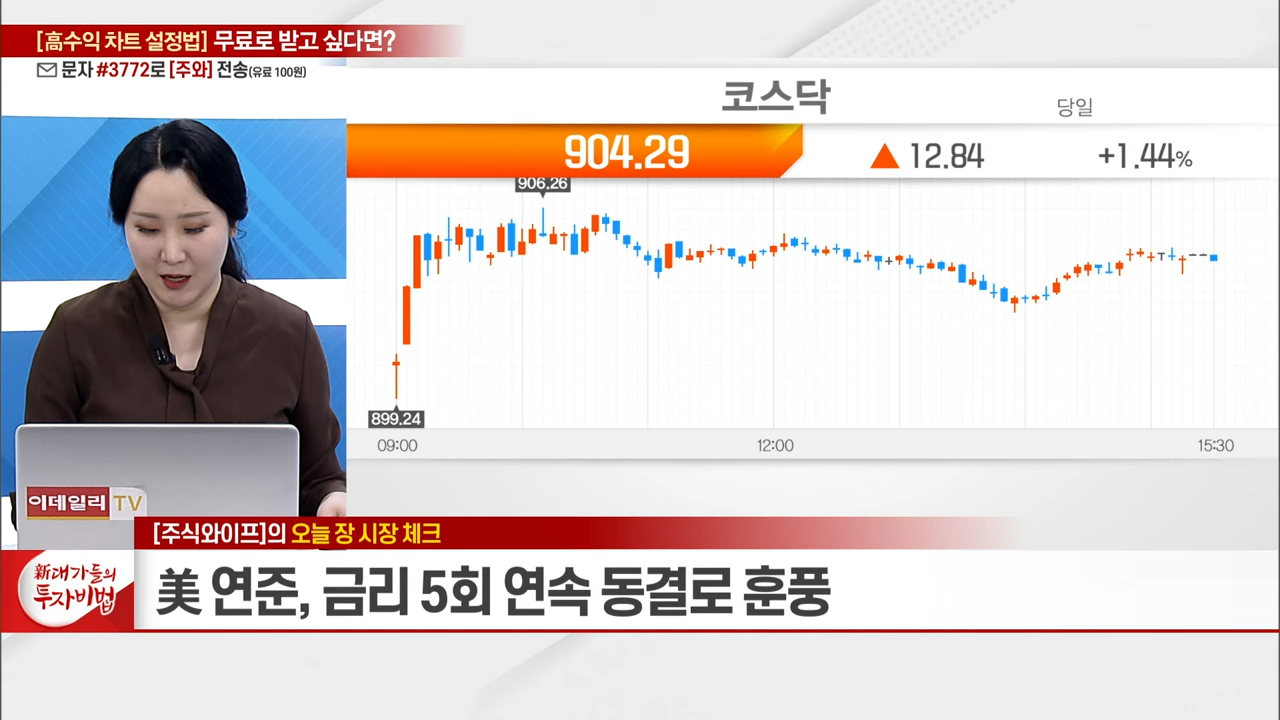 [高수익 차트 설정법] 무료로 받고 싶다면?
문자 #3772로 [주와] 전송(유료 100원)
코스닥
당일
904.29
▲ 12.84
+1.44%
906.26
899.24
09:00
12:00
15:30
이데일리 TV
[주식와이프]의 오늘 장 시장 체크
新대가들의
투자비법
美 연준, 금리 5회 연속 동결로 훈풍